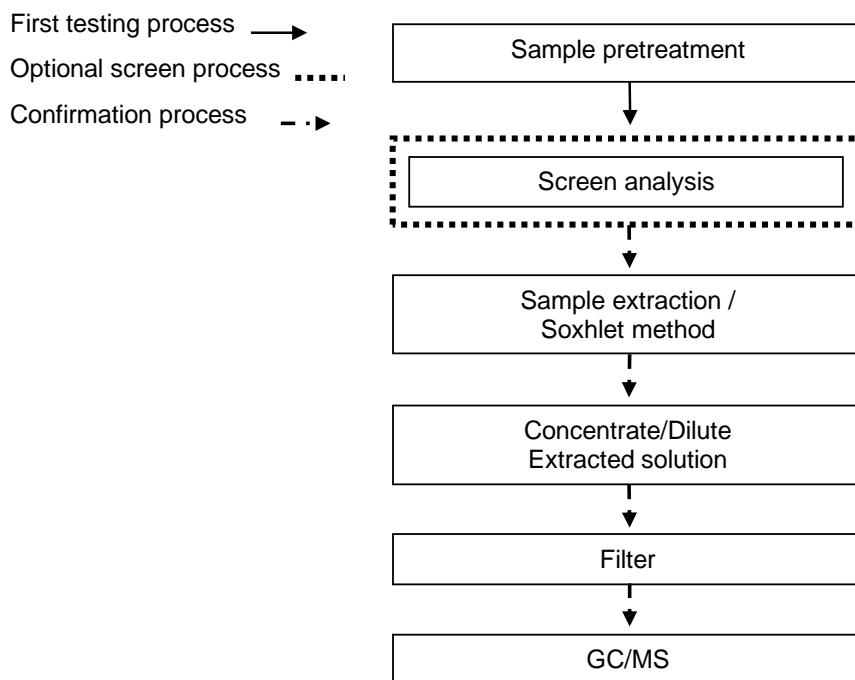 First testing process
Optional screen process
Confirmation process
Sample pretreatment
Screen analysis
Sample extraction /
Soxhlet method
Concentrate/Dilute
Extracted solution
Filter
GC/MS